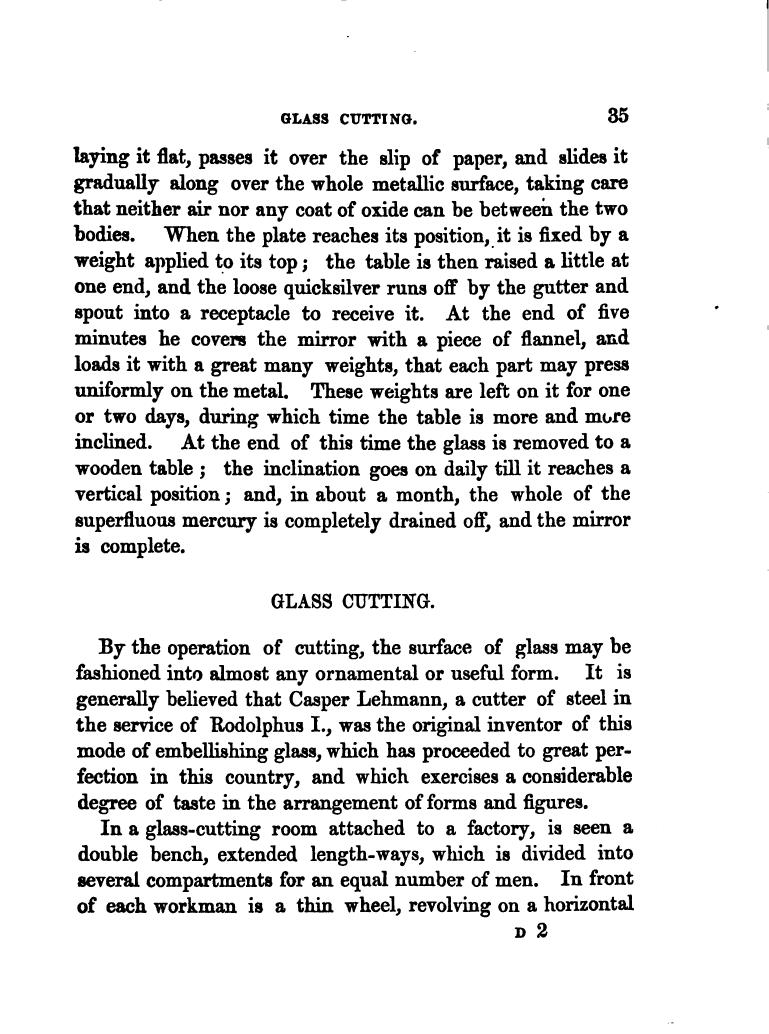 GLASS CUTTING. 35
laying it flat, passes it over the slip of paper, and slides it
gradually along over the whole metallic surface, taking care
that neither air nor any coat of oxide can be between the two
bodies. When the plate reaches its position, it is fixed by a
weight applied to its top; the table is then raised a little at
one end, and the loose quicksilver runs off by the gutter and
spout into a receptacle to receive it. At the end of five
minutes he covers the mirror with a piece of flannel, and
loads it with a great many weights, that each part may press
uniformly on the metal. These weights are left on it for one
or two days, during which time the table is more and more
inclined. At the end of this time the glass is removed to a
wooden table; the inclination goes on daily till it reaches a
vertical position; and, in about a month, the whole of the
superfluous mercury is completely drained off, and the mirror
is complete.
GLASS CUTTING.
By the operation of cutting, the surface of glass may be
fashioned into almost any ornamental or useful form. It is
generally believed that Casper Lehmann, a cutter of steel in
the service of Rodolphus I., was the original inventor of this
mode of embellishing glass, which has proceeded to great per-
fection in this country, and which exercises a considerable
degree of taste in the arrangement of forms and figures.
In a glass-cutting room attached to a factory, is seen a
double bench, extended length-ways, which is divided into
several compartments for an equal number of men. In front
of each workman is a thin wheel, revolving on a horizontal
D 2